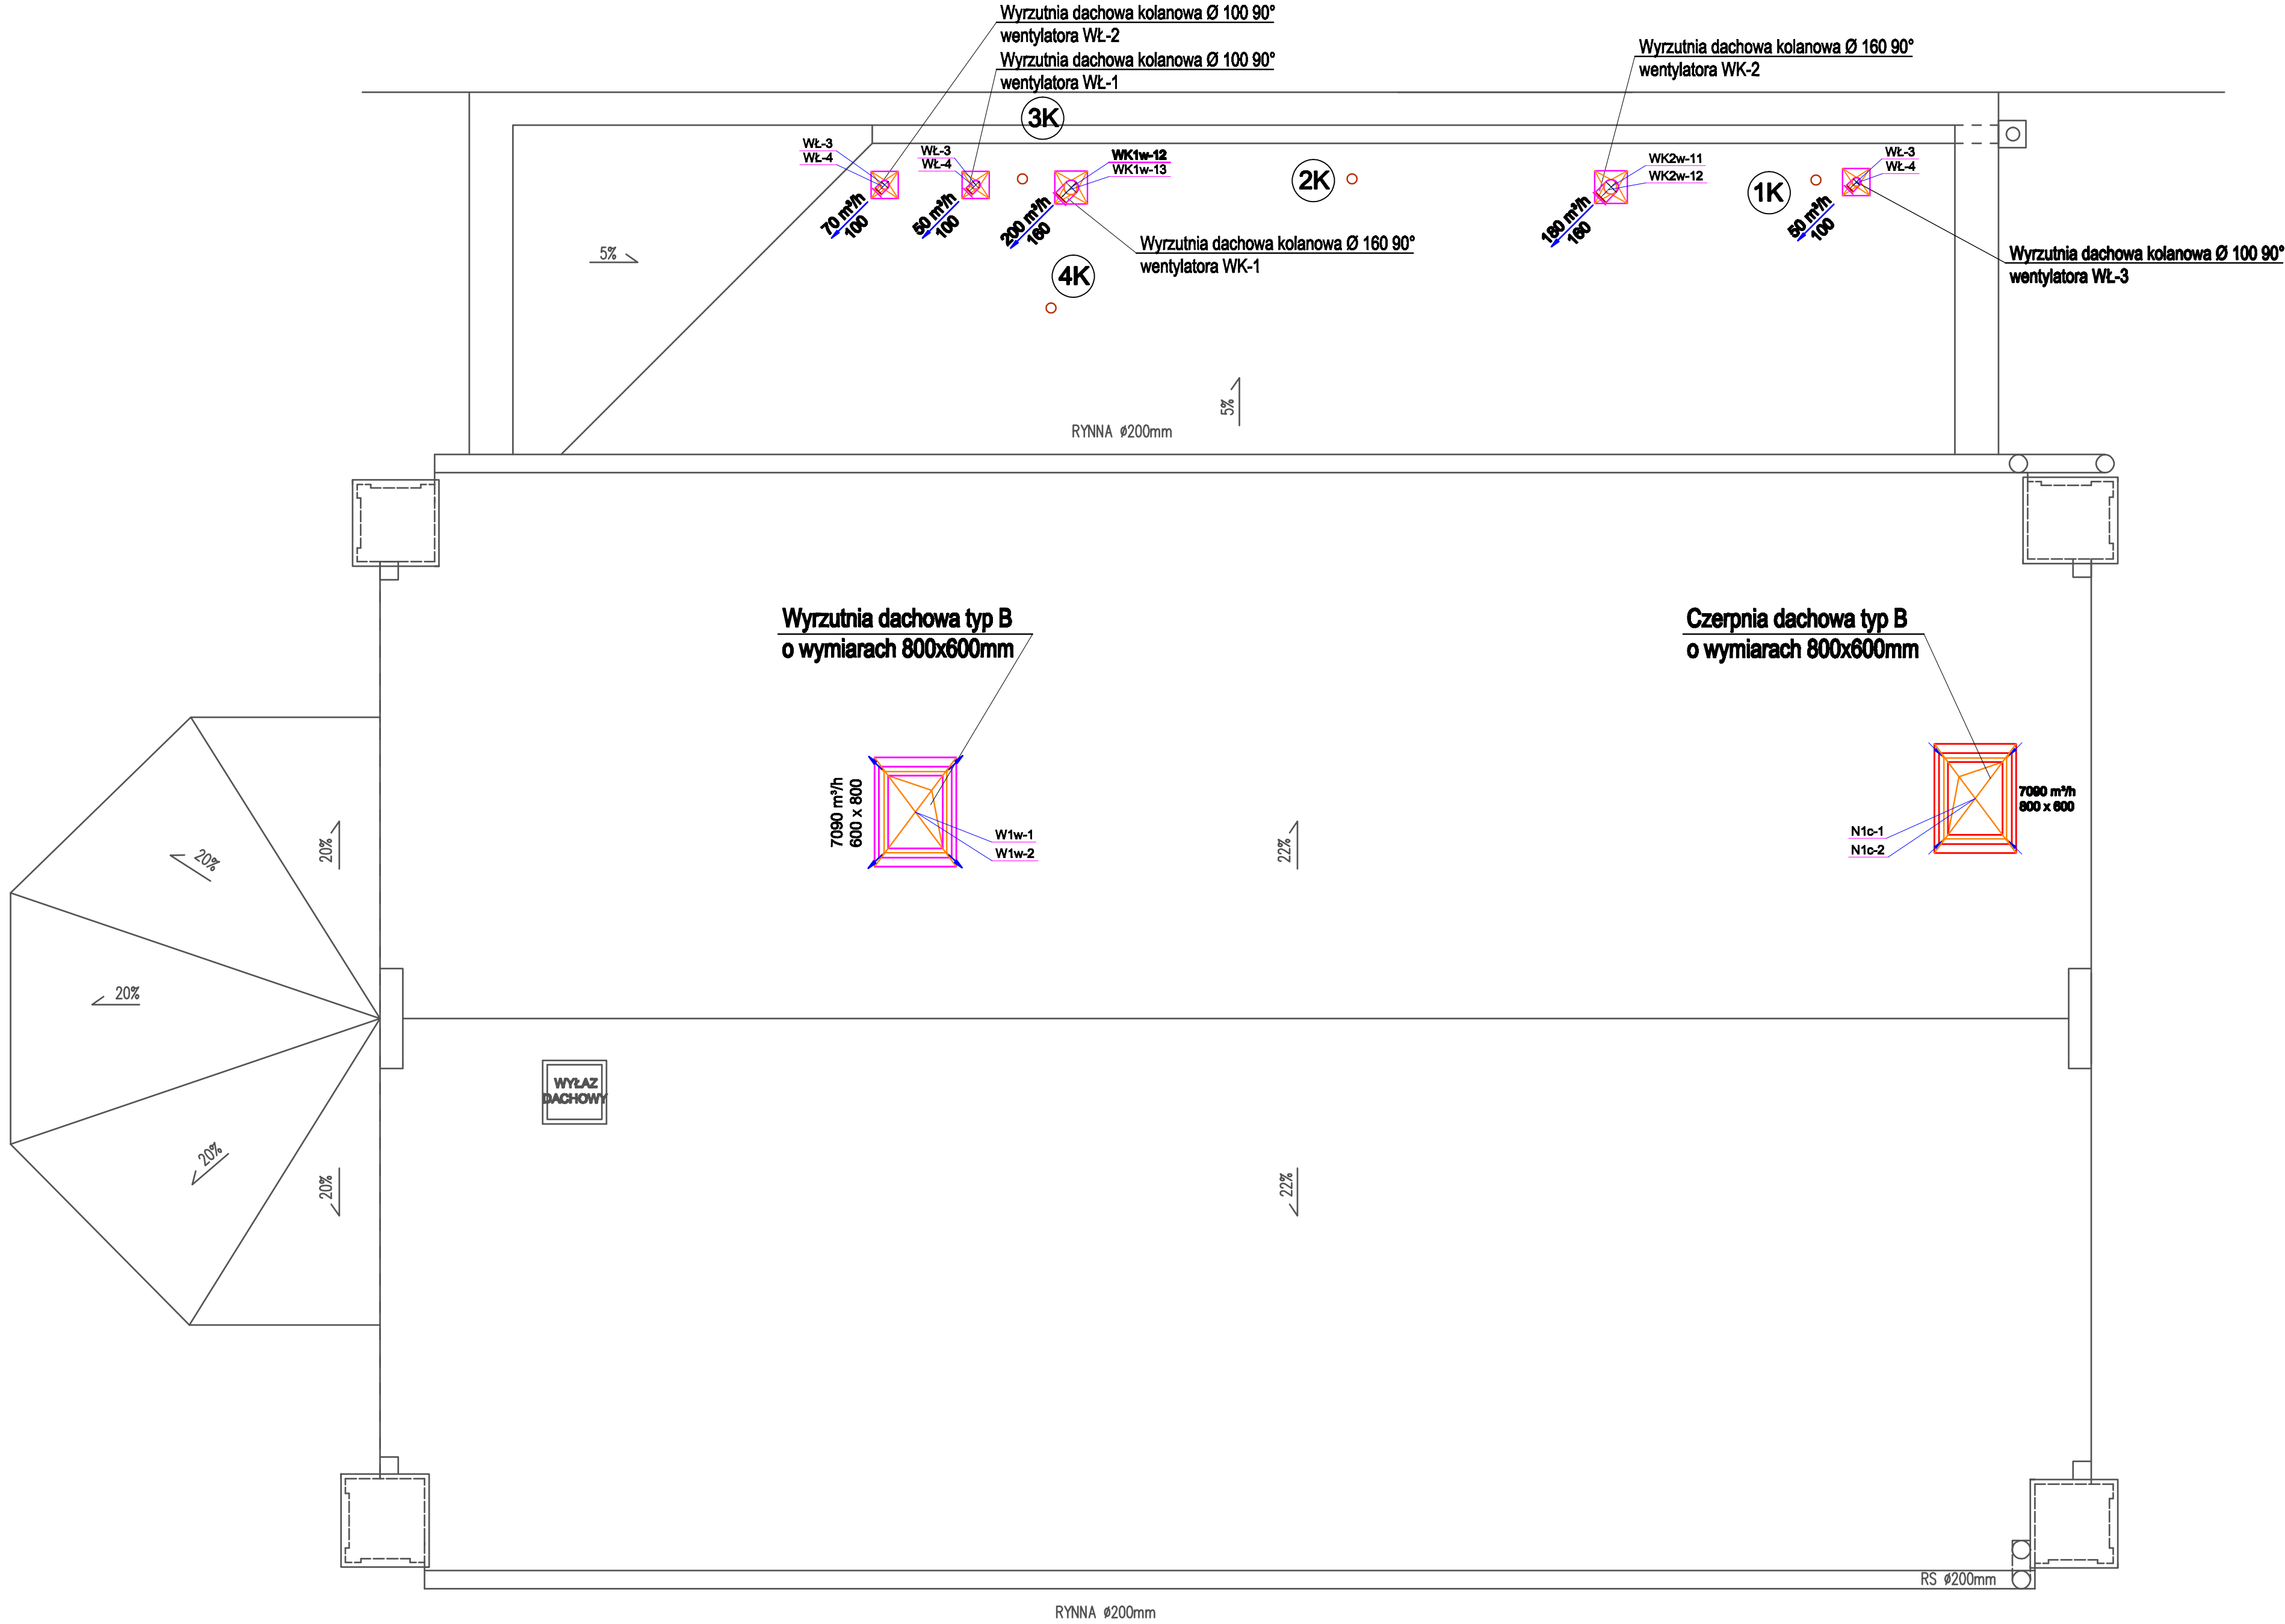 Wyrzutnia dachowa kolanowa Ø 100 90°
wentylatora WŁ-2
Wyrzutnia dachowa kolanowa Ø 100 90°
wentylatora WŁ-1
Wyrzutnia dachowa kolanowa Ø 160 90°
wentylatora WK-2
3K
WŁ-3
WŁ-4
WŁ-3
WŁ-4
WK1w-12
WK1w-13
2K
WK2w-11
WK2w-12
1K
WŁ-3
WŁ-4
70 m³/h
100
50 m³/h
100
200 m³/h
160
180 m³/h
160
50 m³/h
100
Wyrzutnia dachowa kolanowa Ø 160 90°
wentylatora WK-1
Wyrzutnia dachowa kolanowa Ø 100 90°
wentylatora WŁ-3
5%
4K
5%
RYNNA ø200mm
Wyrzutnia dachowa typ B
o wymiarach 800x600mm
Czerpnia dachowa typ B
o wymiarach 800x600mm
7090 m³/h
600 x 800
7090 m³/h
800 x 600
W1w-1
W1w-2
N1c-1
N1c-2
20%
20%
22%
20%
WYŁAZ
DACHOWY
20%
20%
22%
RS ø200mm
RYNNA ø200mm